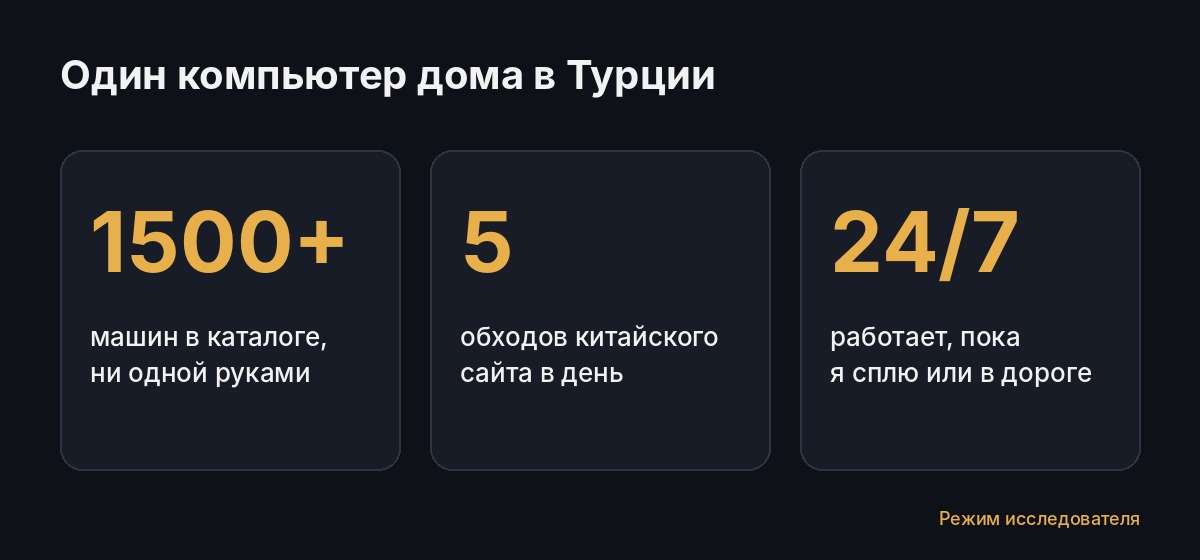 Один компьютер дома в Турции
1500+
машин в каталоге,
ни одной руками
5
обходов китайского
сайта в день
24/7
работает, пока
я сплю или в дороге
Режим исследователя